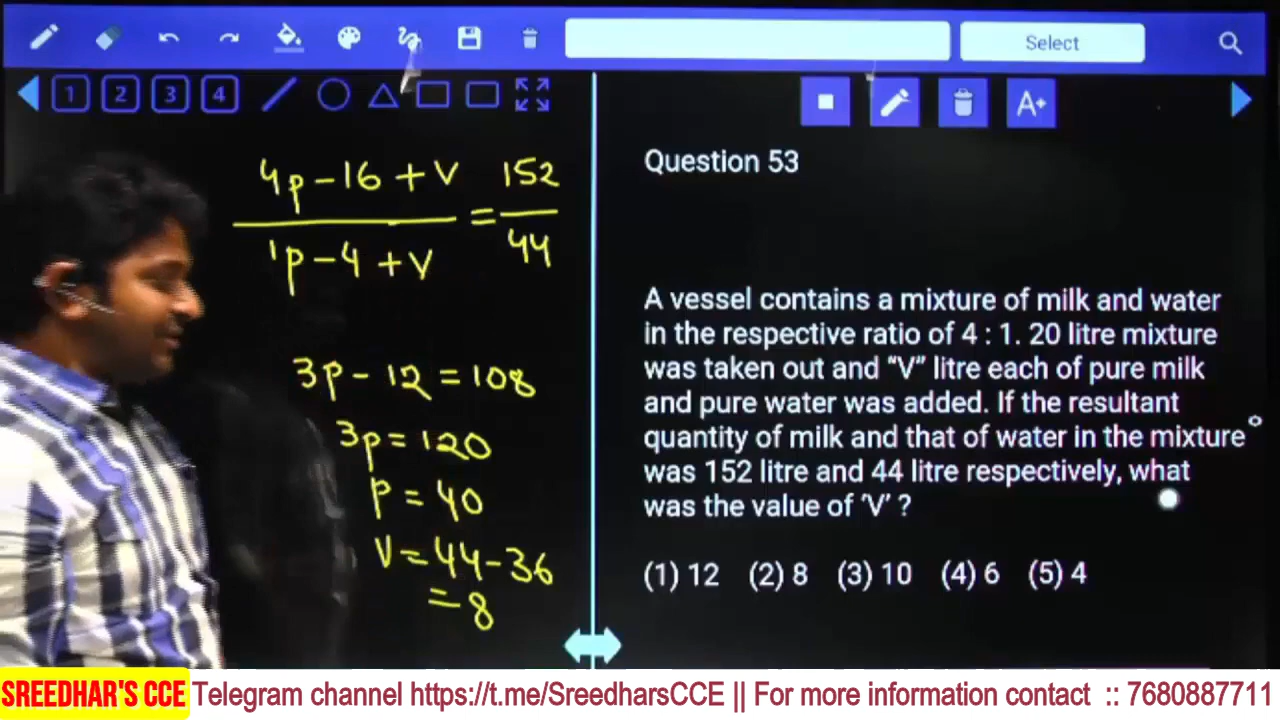 Select
1 2 3 4
A+
4p-16+V / 1p-4+V = 152 / 44
3p-12=108
3p=120
p=40
V=44-36
=8
Question 53
A vessel contains a mixture of milk and water
in the respective ratio of 4 : 1. 20 litre mixture
was taken out and “V” litre each of pure milk
and pure water was added. If the resultant
quantity of milk and that of water in the mixture
was 152 litre and 44 litre respectively, what
was the value of ‘V’ ?
(1) 12 (2) 8 (3) 10 (4) 6 (5) 4
SREEDHAR'S CCE Telegram channel https://t.me/SreedharsCCE || For more information contact :: 7680887711